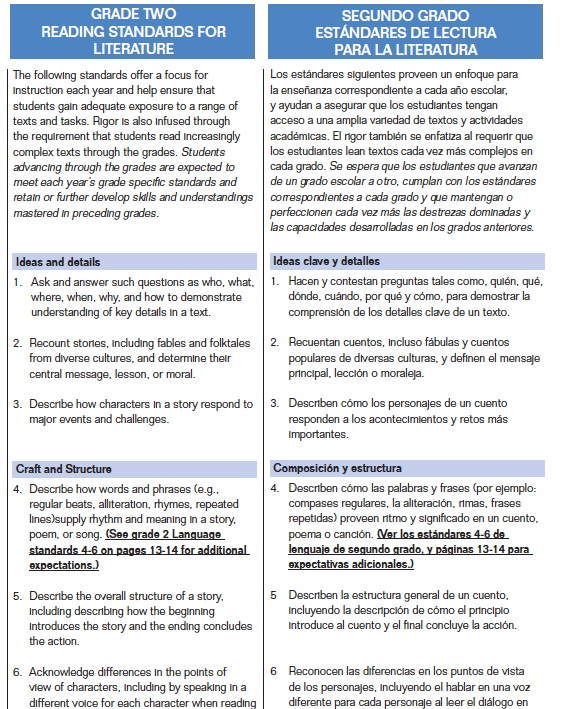 GRADE TWO
READING STANDARDS FOR
LITERATURE
The following standards offer a focus for
instruction each year and help ensure that
students gain adequate exposure to a range of
texts and tasks. Rigor is also infused through
the requirement that students read increasingly
complex texts through the grades. Students
advancing through the grades are expected to
meet each year's grade specific standards and
retain or further develop skills and understandings
mastered in preceding grades.
Ideas and details
1. Ask and answer such questions as who, what,
where, when, why, and how to demonstrate
understanding of key details in a text.
2. Recount stories, including fables and folktales
from diverse cultures, and determine their
central message, lesson, or moral.
3. Describe how characters in a story respond to
major events and challenges.
Craft and Structure
4. Describe how words and phrases (e.g.,
regular beats, alliteration, rhymes, repeated
lines)supply rhythm and meaning in a story,
poem, or song. (See grade 2 Language
standards 4-6 on pages 13-14 for additional
expectations.)
5. Describe the overall structure of a story,
including describing how the beginning
introduces the story and the ending concludes
the action.
6. Acknowledge differences in the points of
view of characters, including by speaking in a
different voice for each character when reading
SEGUNDO GRADO
ESTÁNDARES DE LECTURA
PARA LA LITERATURA
Los estándares siguientes proveen un enfoque para
la enseñanza correspondiente a cada año escolar,
y ayudan a asegurar que los estudiantes tengan
acceso a una amplia variedad de textos y actividades
académicas. El rigor también se enfatiza al requerir que
los estudiantes lean textos cada vez más complejos en
cada grado. Se espera que los estudiantes que avanzan
de un grado escolar a otro, cumplan con los estándares
correspondientes a cada grado y que mantengan o
perfeccionen cada vez más las destrezas dominadas y
las capacidades desarrolladas en los grados anteriores.
Ideas clave y detalles
1. Hacen y contestan preguntas tales como, quién, qué,
dónde, cuándo, por qué y cómo, para demostrar la
comprensión de los detalles clave de un texto.
2. Recuentan cuentos, incluso fábulas y cuentos
populares de diversas culturas, y definen el mensaje
principal, lección o moraleja.
3. Describen cómo los personajes de un cuento
responden a los acontecimientos y retos más
importantes.
Composición y estructura
4. Describen cómo las palabras y frases (por ejemplo:
compases regulares, la aliteración, rimas, frases
repetidas) proveen ritmo y significado en un cuento,
poema o canción. (Ver los estándares 4-6 de
lenguaje de segundo grado, y páginas 13-14 para
expectativas adicionales.)
5 Describen la estructura general de un cuento,
incluyendo la descripción de cómo el principio
introduce al cuento y el final concluye la acción.
6 Reconocen las diferencias en los puntos de vista
de los personajes, incluyendo el hablar en una voz
diferente para cada personaje al leer el diálogo en